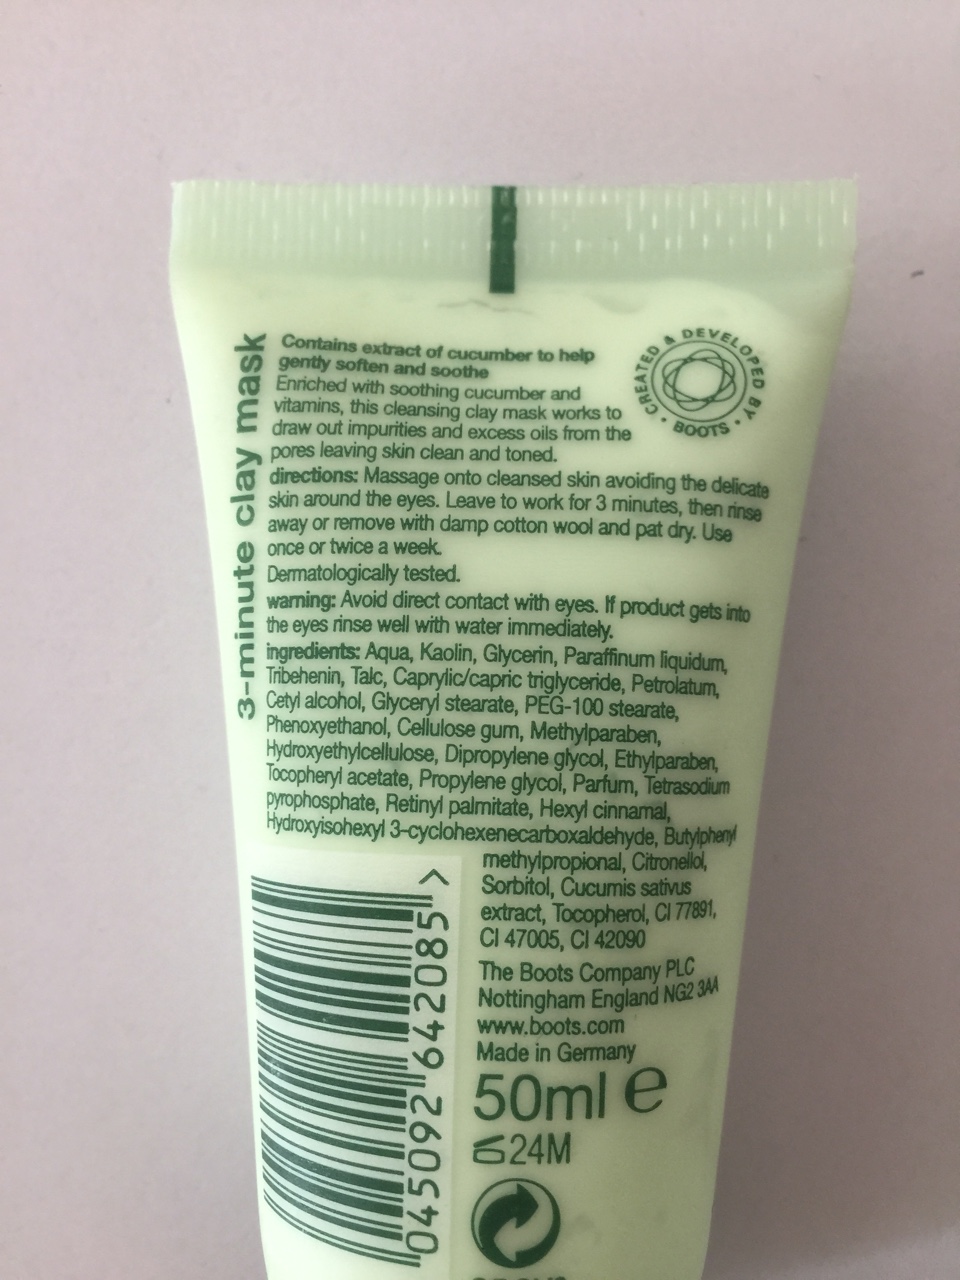 3-minute clay mask
Contains extract of cucumber to help
gently soften and soothe
Enriched with soothing cucumber and
vitamins, this cleansing clay mask works to
draw out impurities and excess oils from the
pores leaving skin clean and toned.
CREATED & DEVELOPED BY
• BOOTS •
directions: Massage onto cleansed skin avoiding the delicate
skin around the eyes. Leave to work for 3 minutes, then rinse
away or remove with damp cotton wool and pat dry. Use
once or twice a week.
Dermatologically tested.
warning: Avoid direct contact with eyes. If product gets into
the eyes rinse well with water immediately.
ingredients: Aqua, Kaolin, Glycerin, Paraffinum liquidum,
Tribehenin, Talc, Caprylic/capric triglyceride, Petrolatum,
Cetyl alcohol, Glyceryl stearate, PEG-100 stearate,
Phenoxyethanol, Cellulose gum, Methylparaben,
Hydroxyethylcellulose, Dipropylene glycol, Ethylparaben,
Tocopheryl acetate, Propylene glycol, Parfum, Tetrasodium
pyrophosphate, Retinyl palmitate, Hexyl cinnamal,
Hydroxyisohexyl 3-cyclohexenecarboxaldehyde, Butylphenyl
methylpropional, Citronellol,
Sorbitol, Cucumis sativus
extract, Tocopherol, CI 77891,
CI 47005, CI 42090
The Boots Company PLC
Nottingham England NG2 3AA
www.boots.com
Made in Germany
50ml e
24M
045092 642085 >